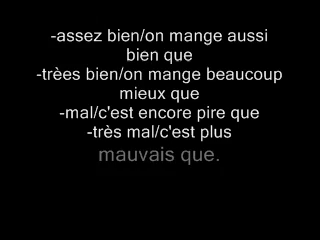 -assez bien/on mange aussi
bien que
-trèes bien/on mange beaucoup
mieux que
-mal/c'est encore pire que
-très mal/c'est plus
mauvais que.